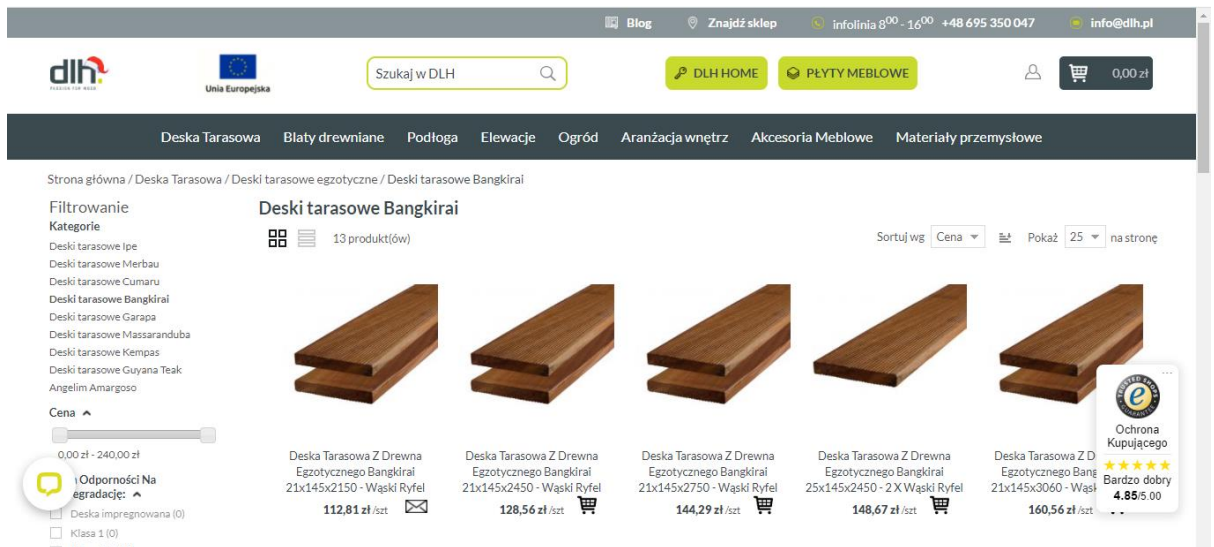 Blog Znajdź sklep infolinia 8⁰⁰ - 16⁰⁰ +48 695 350 047 info@dlh.pl
dlh
PASSION FOR WOOD
Unia Europejska
Szukaj w DLH
DLH HOME
PŁYTY MEBLOWE
0,00 zł
Deska Tarasowa Blaty drewniane Podłoga Elewacje Ogród Aranżacja wnętrz Akcesoria Meblowe Materiały przemysłowe
Strona główna / Deska Tarasowa / Deski tarasowe egzotyczne / Deski tarasowe Bangkirai
Filtrowanie
Kategorie
Deski tarasowe Ipe
Deski tarasowe Merbau
Deski tarasowe Cumaru
Deski tarasowe Bangkirai
Deski tarasowe Garapa
Deski tarasowe Massaranduba
Deski tarasowe Kempas
Deski tarasowe Guyana Teak
Angelim Amargoso
Cena
0,00 zł - 240,00 zł
Odporności Na
egradację:
Deska impregnowana (0)
Klasa 1 (0)
Deski tarasowe Bangkirai
13 produkt(ów)
Sortuj wg Cena Pokaż 25 na stronę
Deska Tarasowa Z Drewna
Egzotycznego Bangkirai
21x145x2150 - Wąski Ryfel
112,81 zł /szt
Deska Tarasowa Z Drewna
Egzotycznego Bangkirai
21x145x2450 - Wąski Ryfel
128,56 zł /szt
Deska Tarasowa Z Drewna
Egzotycznego Bangkirai
21x145x2750 - Wąski Ryfel
144,29 zł /szt
Deska Tarasowa Z Drewna
Egzotycznego Bangkirai
25x145x2450 - 2 X Wąski Ryfel
148,67 zł /szt
Deska Tarasowa Z D
Egzotycznego Bang
21x145x3060 - Wąsk
160,56 zł /szt
TRUSTED SHOPS
GUARANTEE
e
Ochrona
Kupującego
Bardzo dobry
4.85/5.00